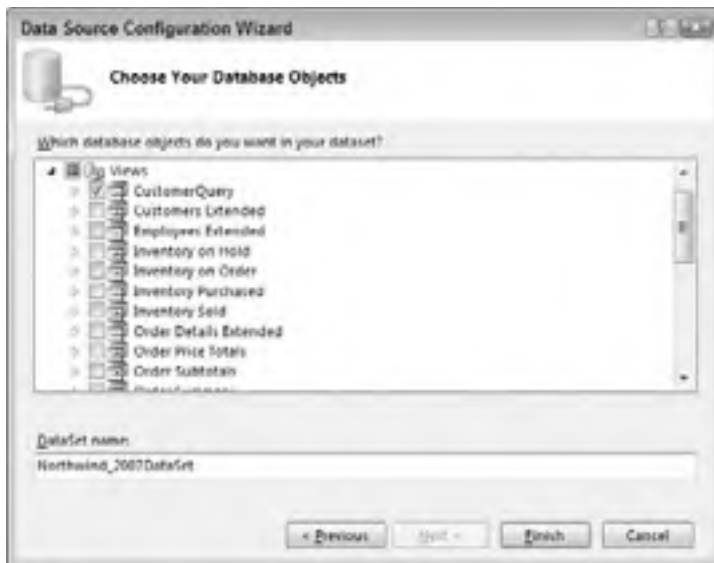 Data Source Configuration Wizard
Choose Your Database Objects
Which database objects do you want in your dataset?
Views
CustomerQuery
Customers Extended
Employees Extended
Inventory on Hold
Inventory on Order
Inventory Purchased
Inventory Sold
Order Details Extended
Order Price Totals
Order Subtotals
DataSet name:
Northwind_2007DataSet
< Previous
Next >
Finish
Cancel